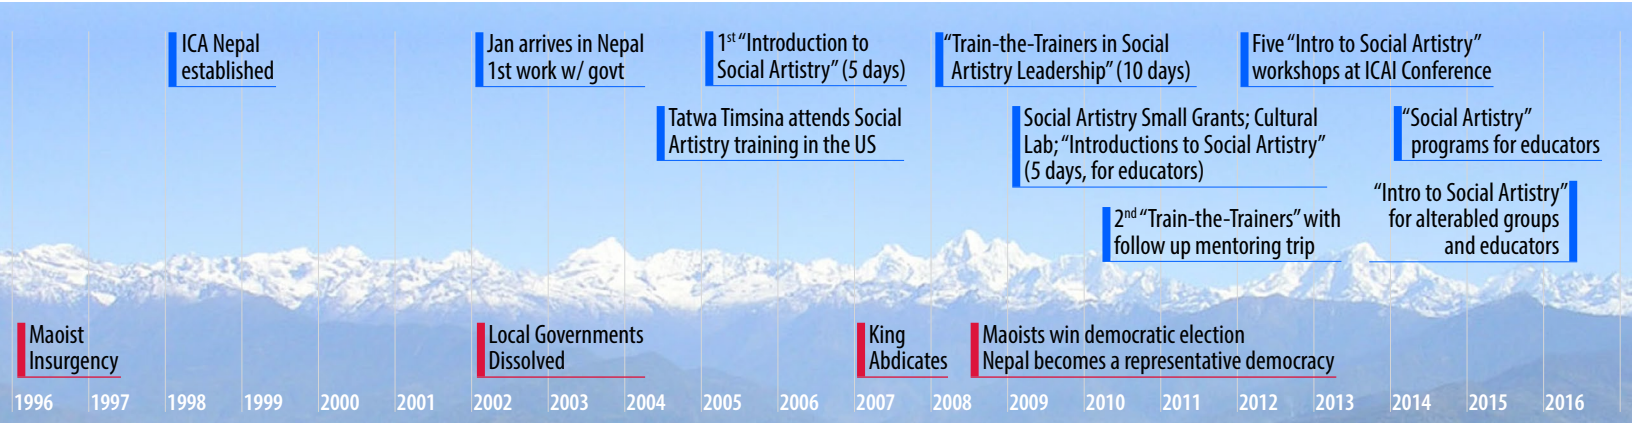 ICA Nepal
established
Jan arrives in Nepal
1st work w/ govt
1st “Introduction to
Social Artistry” (5 days)
“Train-the-Trainers in Social
Artistry Leadership” (10 days)
Five “Intro to Social Artistry”
workshops at ICAI Conference
Tatwa Timsina attends Social
Artistry training in the US
Social Artistry Small Grants; Cultural
Lab; “Introductions to Social Artistry”
(5 days, for educators)
“Social Artistry”
programs for educators
2nd “Train-the-Trainers” with
follow up mentoring trip
“Intro to Social Artistry”
for alterabled groups
and educators
Maoist
Insurgency
Local Governments
Dissolved
King
Abdicates
Maoists win democratic election
Nepal becomes a representative democracy
1996 1997 1998 1999 2000 2001 2002 2003 2004 2005 2006 2007 2008 2009 2010 2011 2012 2013 2014 2015 2016